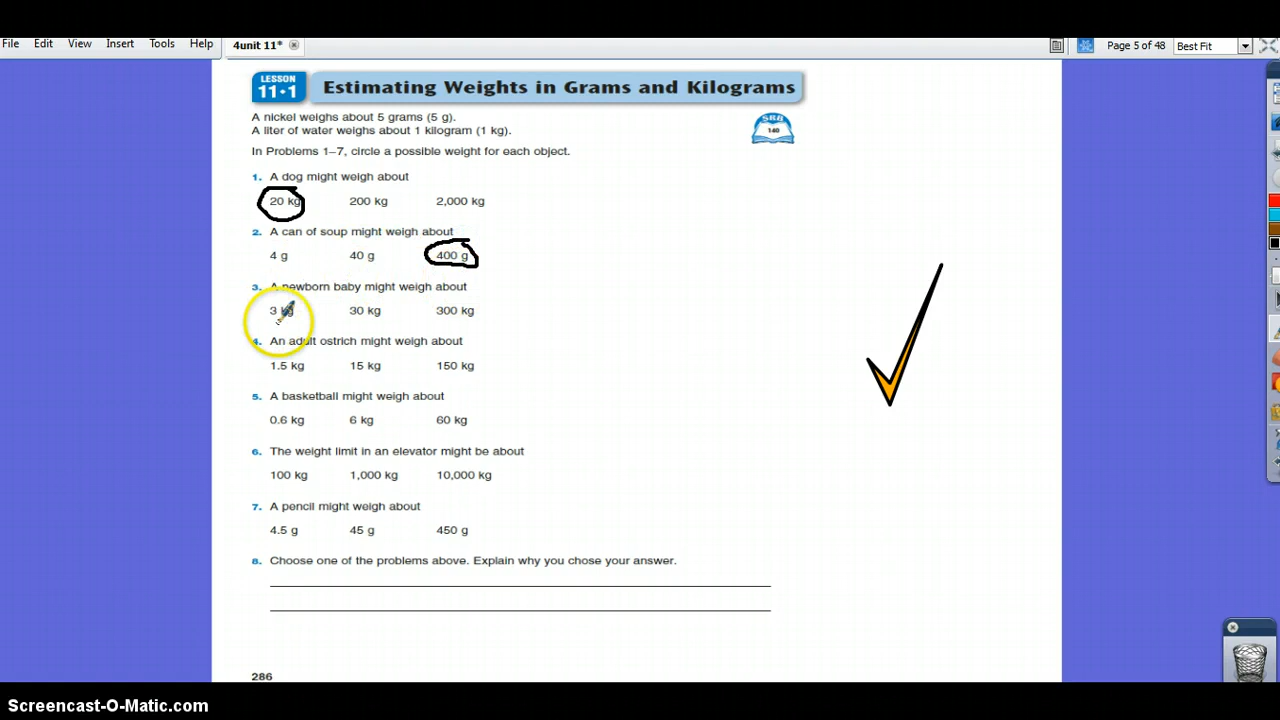 File Edit View Insert Tools Help 4unit 11* Page 5 of 48 Best Fit
LESSON
11•1
Estimating Weights in Grams and Kilograms
A nickel weighs about 5 grams (5 g).
A liter of water weighs about 1 kilogram (1 kg).
SRB
140
In Problems 1–7, circle a possible weight for each object.
1. A dog might weigh about
20 kg 200 kg 2,000 kg
2. A can of soup might weigh about
4 g 40 g 400 g
3. A newborn baby might weigh about
3 kg 30 kg 300 kg
4. An adult ostrich might weigh about
1.5 kg 15 kg 150 kg
5. A basketball might weigh about
0.6 kg 6 kg 60 kg
6. The weight limit in an elevator might be about
100 kg 1,000 kg 10,000 kg
7. A pencil might weigh about
4.5 g 45 g 450 g
8. Choose one of the problems above. Explain why you chose your answer.
286
Screencast-O-Matic.com